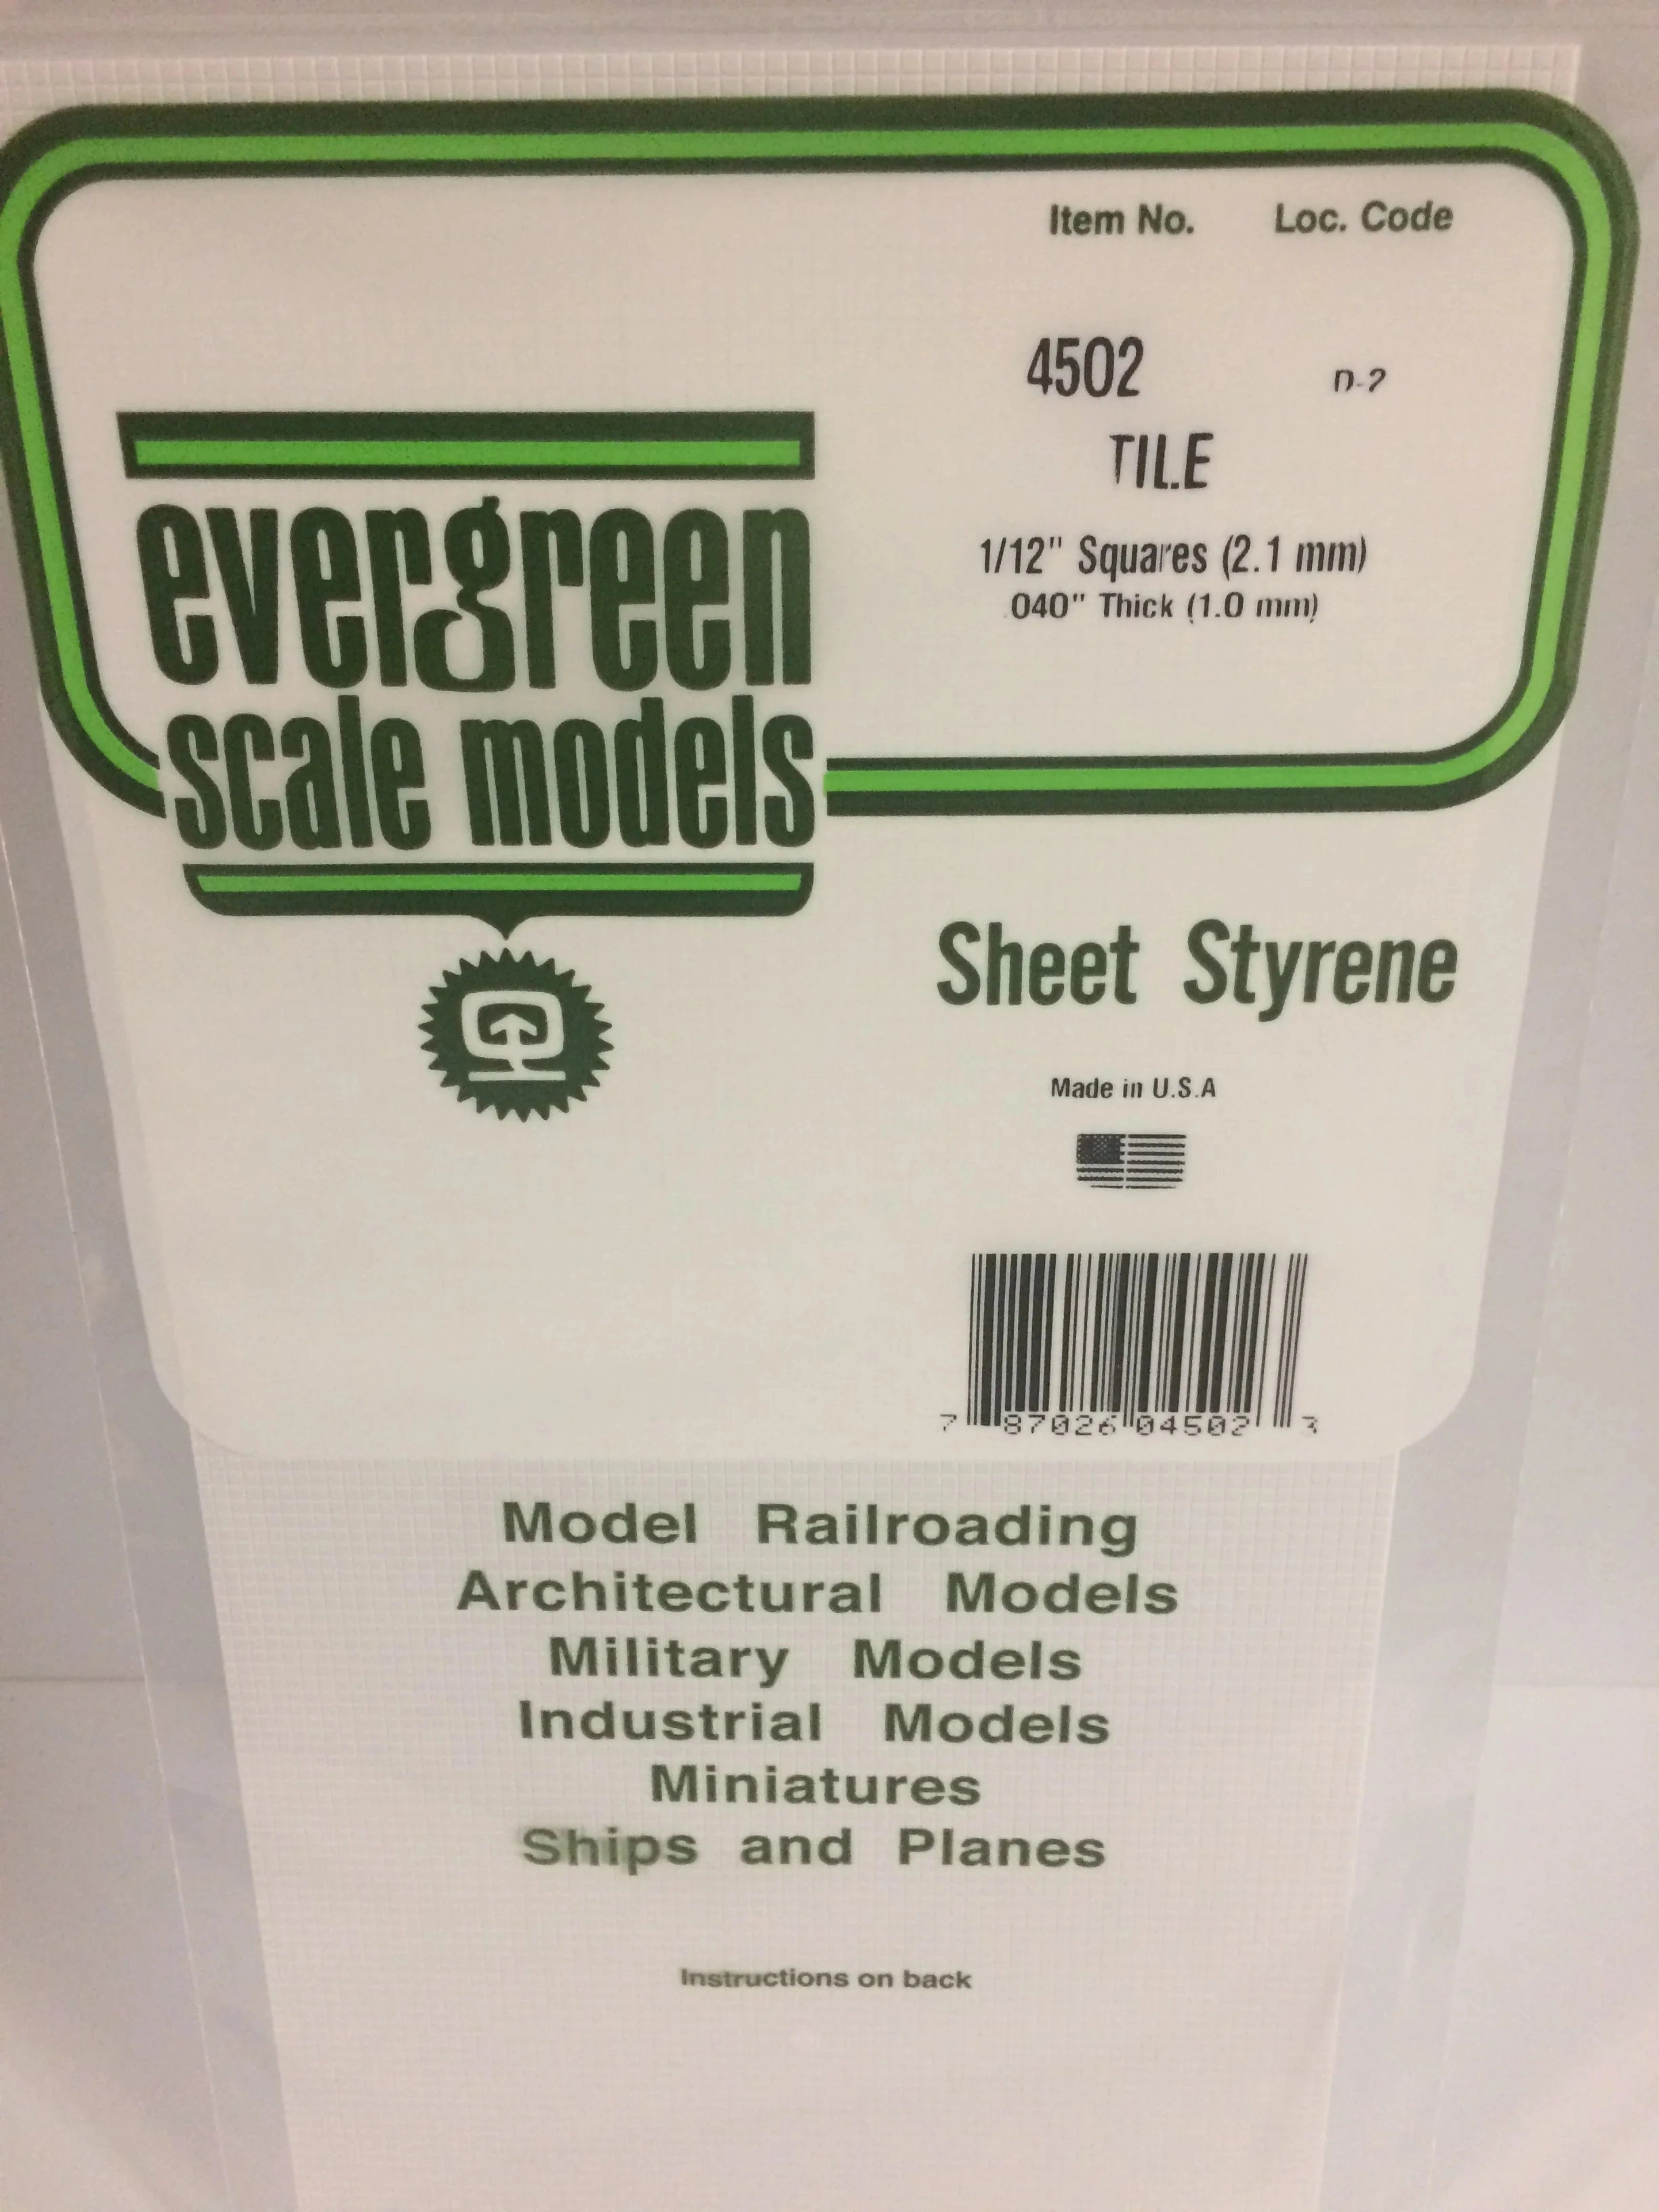 Item No. Loc. Code
4502 D-2
TILE
1/12" Squares (2.1 mm)
.040" Thick (1.0 mm)
evergreen
scale models
Sheet Styrene
Made in U.S.A
7 87026 04502 3
Model Railroading
Architectural Models
Military Models
Industrial Models
Miniatures
Ships and Planes
Instructions on back